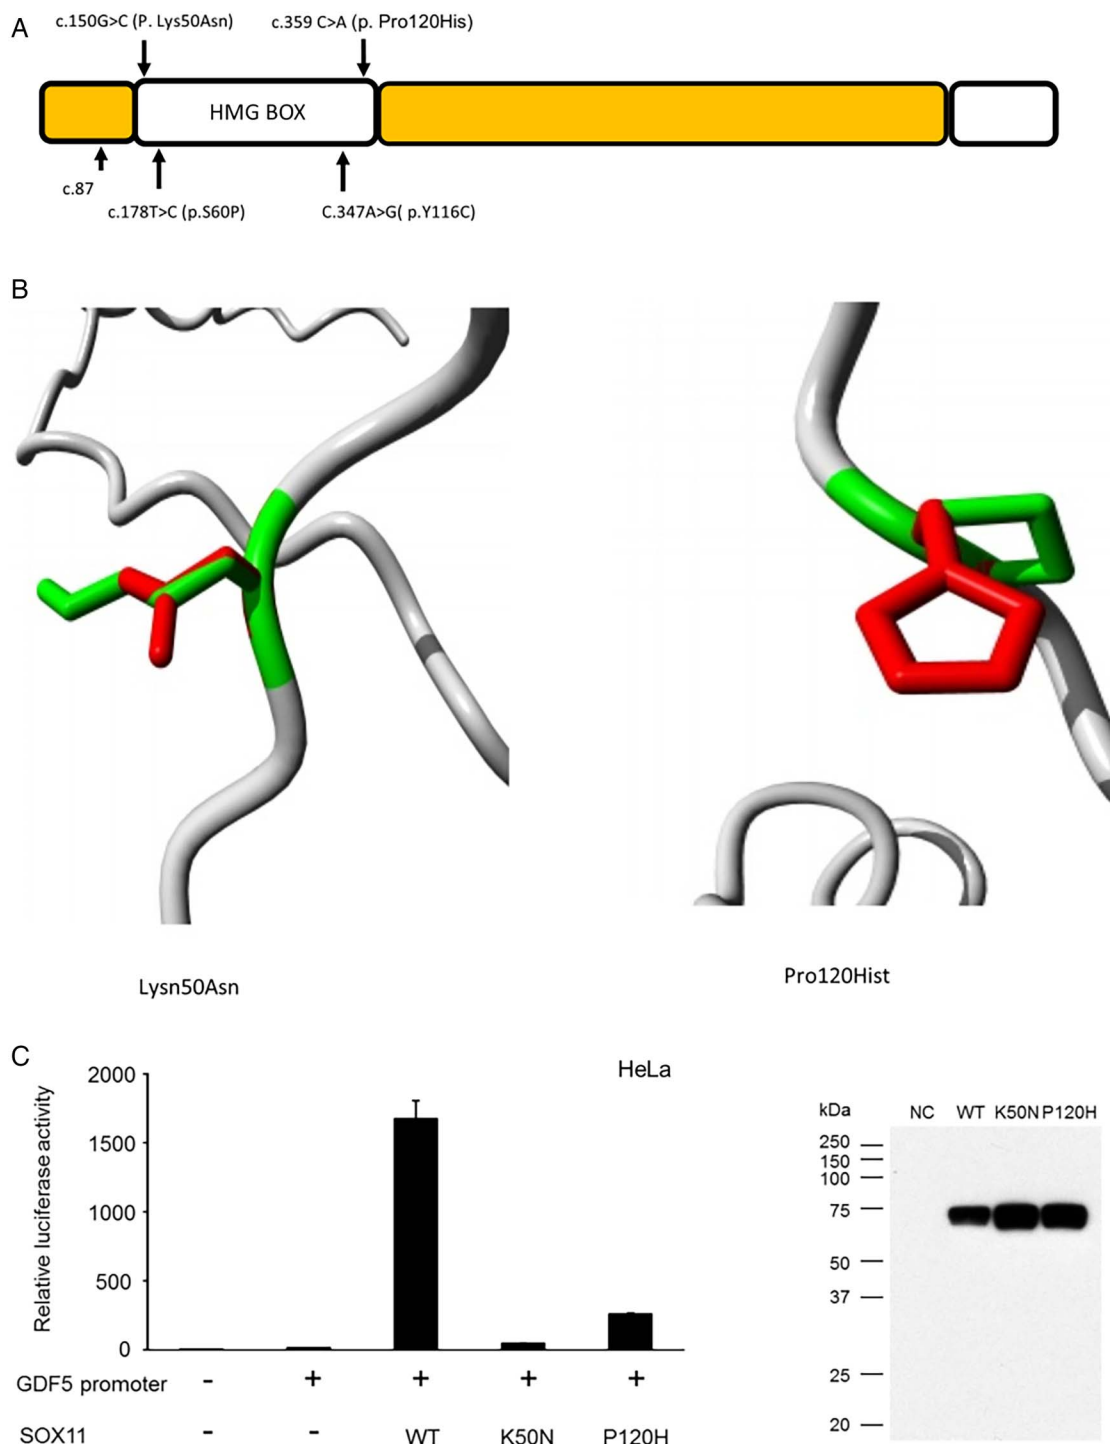 A
c.150G>C (P. Lys50Asn)
c.359 C>A (p. Pro120His)
HMG BOX
c.87
c.178T>C (p.S60P)
C.347A>G( p.Y116C)
B
Lysn50Asn
Pro120Hist
C
HeLa
Relative luciferase activity
2000
1500
1000
500
0
GDF5 promoter - + + + +
SOX11 - - WT K50N P120H
kDa NC WT K50N P120H
250
150
100
75
50
37
25
20